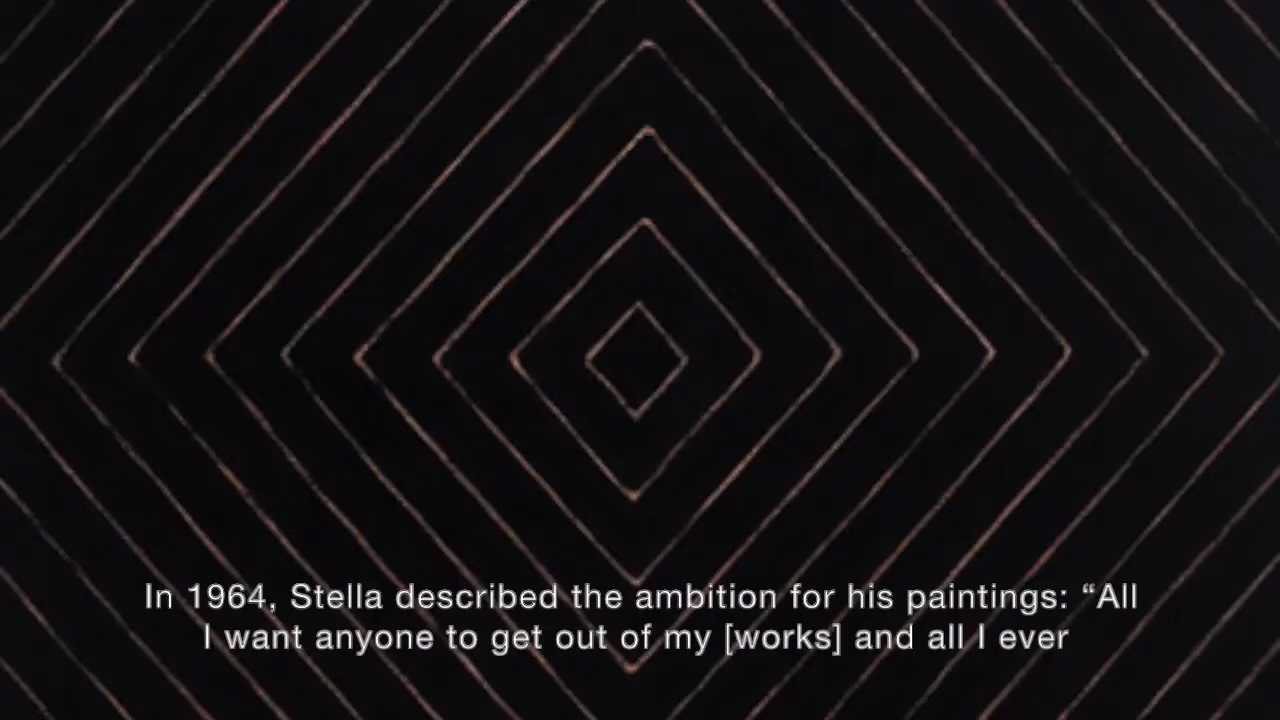 In 1964, Stella described the ambition for his paintings: “All
I want anyone to get out of my [works] and all I ever